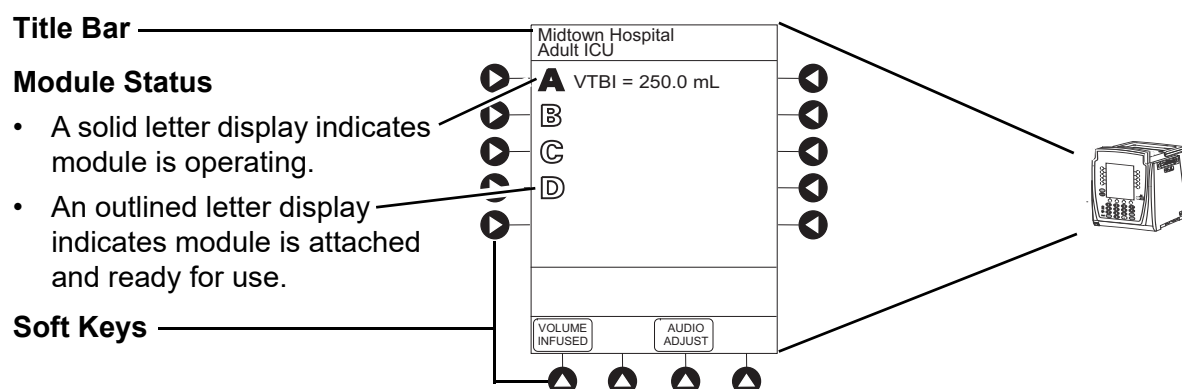 Title Bar
Module Status
• A solid letter display indicates
module is operating.
• An outlined letter display
indicates module is attached
and ready for use.
Soft Keys
Midtown Hospital
Adult ICU
A VTBI = 250.0 mL
B
C
D
VOLUME
INFUSED
AUDIO
ADJUST